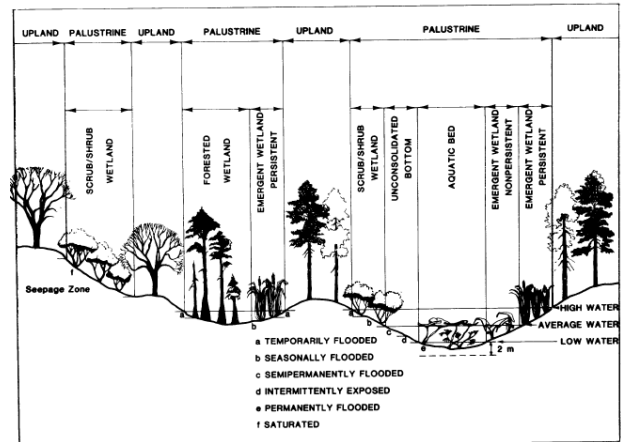 UPLAND PALUSTRINE UPLAND PALUSTRINE UPLAND PALUSTRINE UPLAND
SCRUB/SHRUB
WETLAND
FORESTED
WETLAND
EMERGENT WETLAND
PERSISTENT
SCRUB/SHRUB
WETLAND
UNCONSOLIDATED
BOTTOM
AQUATIC BED
EMERGENT WETLAND
NONPERSISTENT
EMERGENT WETLAND
PERSISTENT
f
Seepage Zone
a b a a b c d e
HIGH WATER
AVERAGE WATER
LOW WATER
2 m
a TEMPORARILY FLOODED
b SEASONALLY FLOODED
c SEMIPERMANENTLY FLOODED
d INTERMITTENTLY EXPOSED
e PERMANENTLY FLOODED
f SATURATED